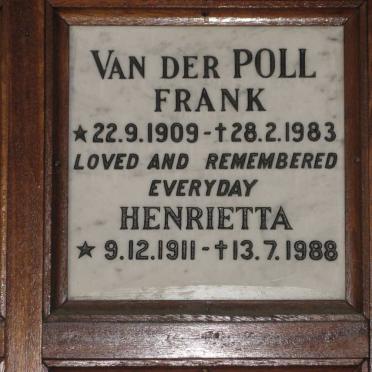 VAN DER POLL
FRANK
★22.9.1909-✝28.2.1983
LOVED AND REMEMBERED
EVERYDAY
HENRIETTA
★ 9.12.1911-✝13.7.1988